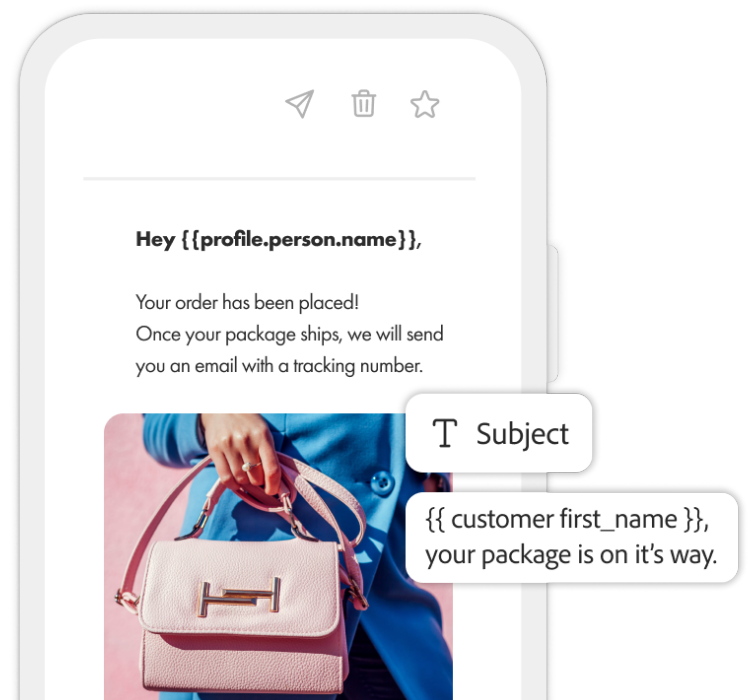 Hey {{profile.person.name}},
Your order has been placed!
Once your package ships, we will send
you an email with a tracking number.
T Subject
{{ customer first_name }},
your package is on it’s way.